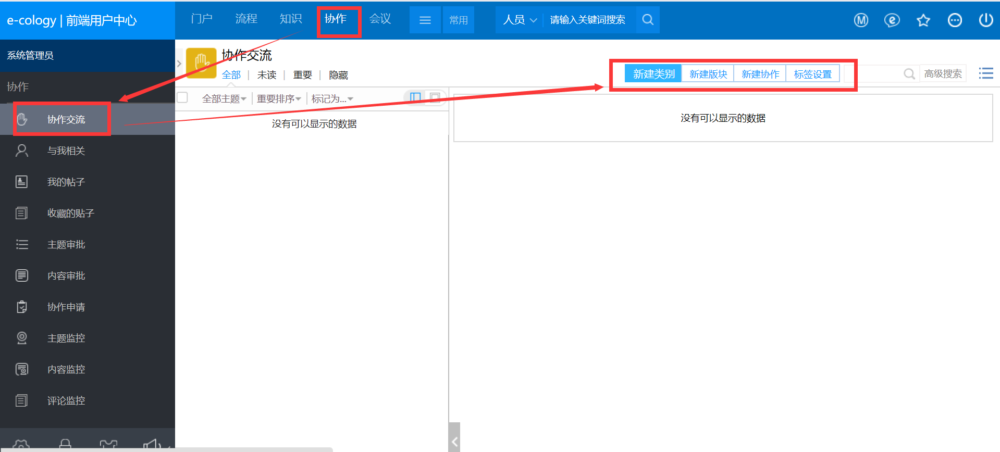 e-cology | 前端用户中心
门户 流程 知识 协作 会议 常用 人员 请输入关键词搜索
系统管理员
协作
协作交流
与我相关
我的帖子
收藏的贴子
主题审批
内容审批
协作申请
主题监控
内容监控
评论监控
协作交流
全部 | 未读 | 重要 | 隐藏
新建类别 新建版块 新建协作 标签设置 高级搜索
全部主题 重要排序 标记为...
没有可以显示的数据
没有可以显示的数据